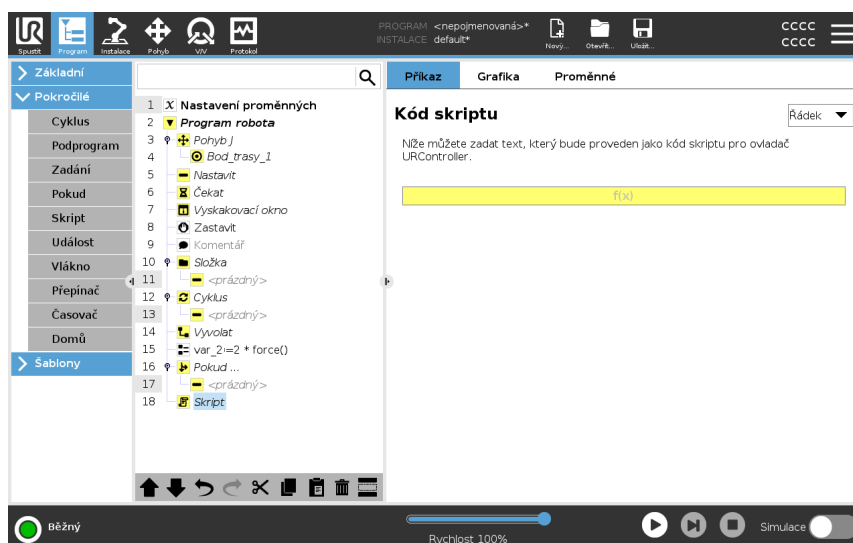 UR
PROGRAM <nepojmenovaná>*
INSTALACE default*
CCCC
CCCC
Spustit Program Instalace Pohyb V/V Protokol Nový... Otevřít... Uložit...
Základní
Pokročilé
Cyklus
Podprogram
Zadání
Pokud
Skript
Událost
Vlákno
Přepínač
Časovač
Domů
Šablony
1 X Nastavení proměnných
2 Program robota
3 Pohyb J
4 Bod_trasy_1
5 Nastavit
6 Čekat
7 Vyskakovací okno
8 Zastavit
9 Komentář
10 Složka
11 <prázdný>
12 Cyklus
13 <prázdný>
14 Vyvolat
15 var_2≔2 * force()
16 Pokud ...
17 <prázdný>
18 Skript
Příkaz Grafika Proměnné
Kód skriptu
Řádek
Níže můžete zadat text, který bude proveden jako kód skriptu pro ovladač
URController.
f(x)
Běžný
Rychlost 100%
Simulace